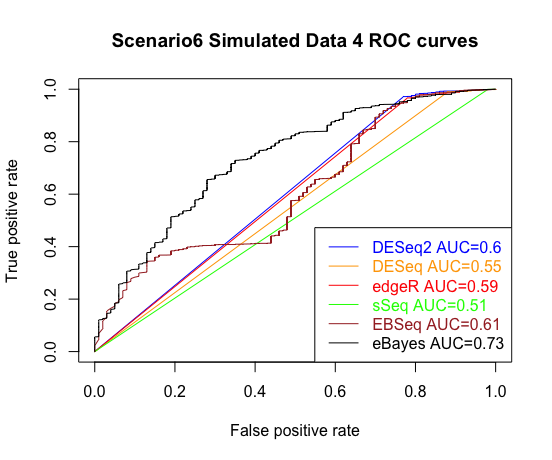 Scenario6 Simulated Data 4 ROC curves
True positive rate
1.0
0.8
0.6
0.4
0.2
0.0
DESeq2 AUC=0.6
DESeq AUC=0.55
edgeR AUC=0.59
sSeq AUC=0.51
EBSeq AUC=0.61
eBayes AUC=0.73
0.0 0.2 0.4 0.6 0.8 1.0
False positive rate